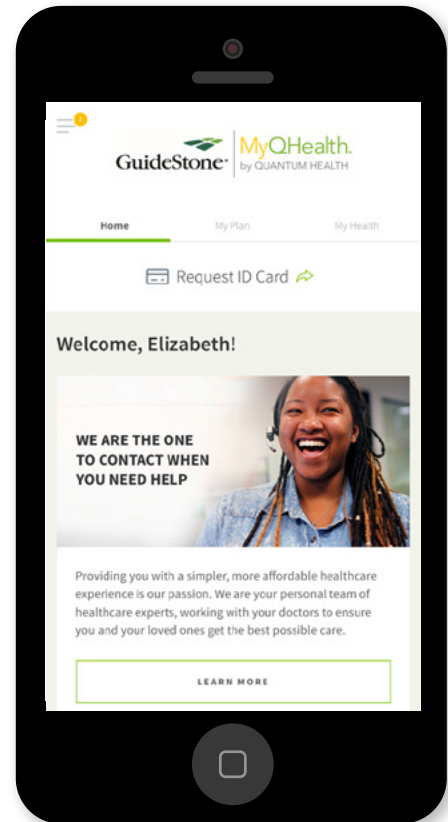 2
GuideStone® MyQHealth®
by QUANTUM HEALTH
Home My Plan My Health
Request ID Card
Welcome, Elizabeth!
WE ARE THE ONE
TO CONTACT WHEN
YOU NEED HELP
Providing you with a simpler, more affordable healthcare
experience is our passion. We are your personal team of
healthcare experts, working with your doctors to ensure
you and your loved ones get the best possible care.
LEARN MORE